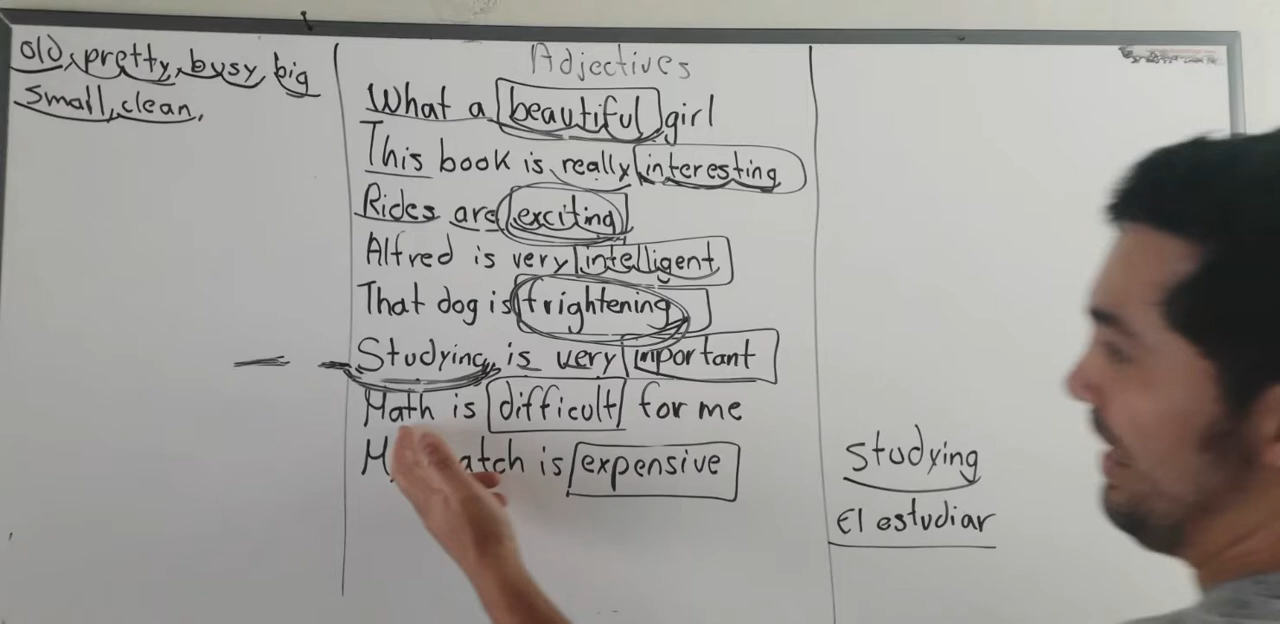 old, pretty, busy, big
small, clean,
Adjectives
What a beautiful girl
This book is really interesting
Rides are exciting
Alfred is very intelligent
That dog is frightening
Studying is very important
Math is difficult for me
is expensive
Studying
El estudiar